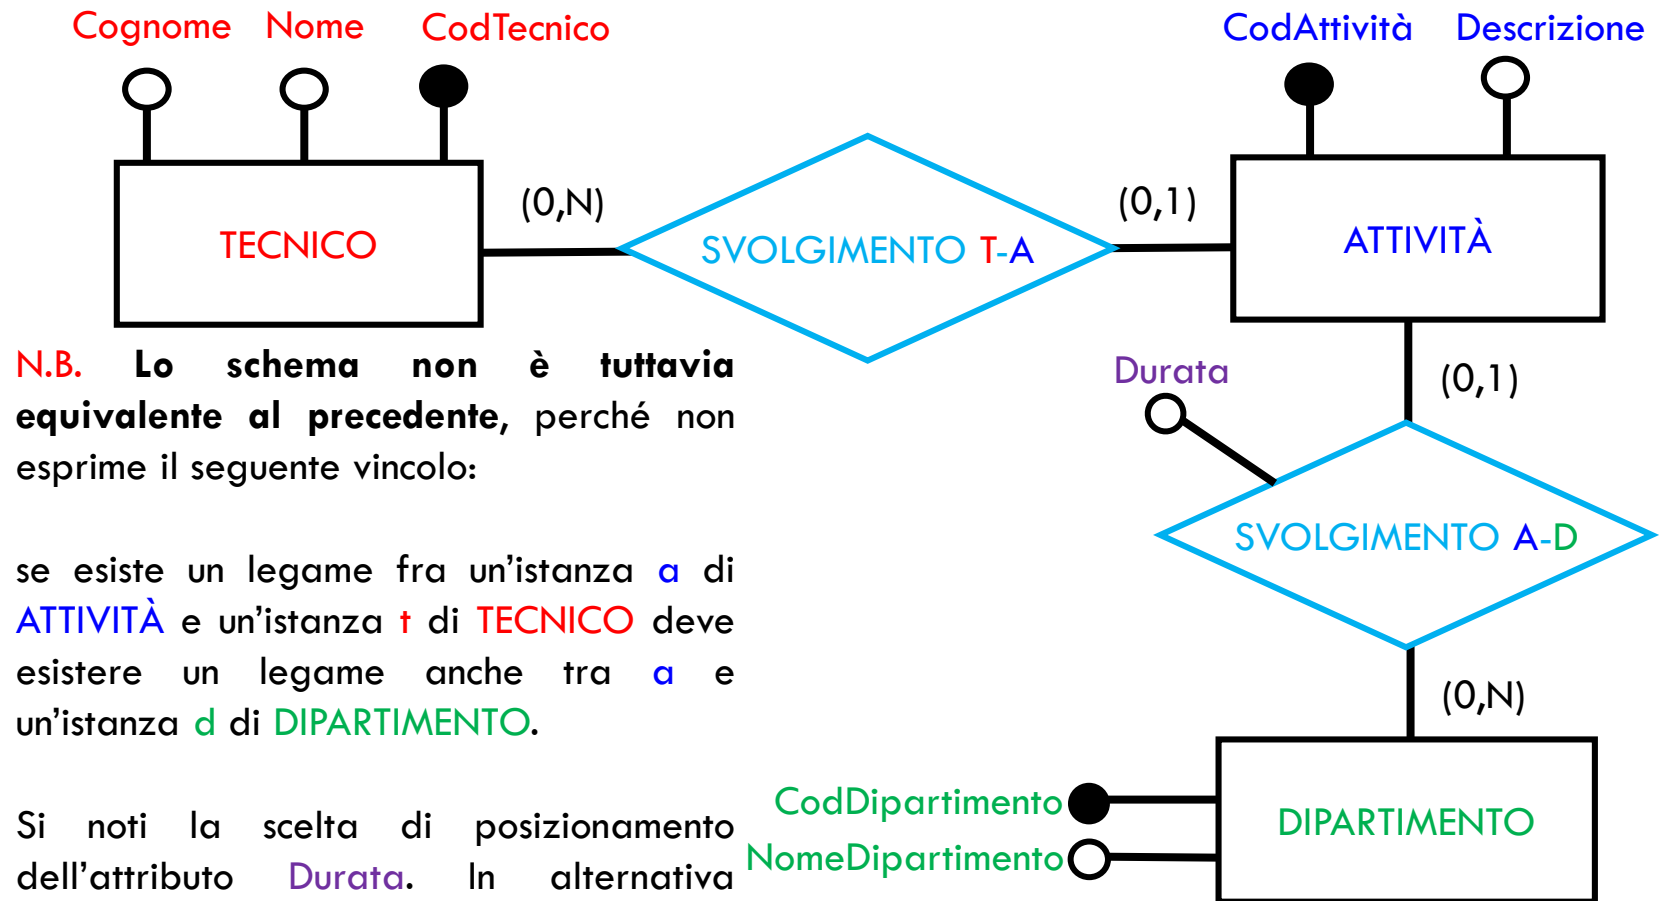 Cognome Nome CodTecnico
CodAttività Descrizione
TECNICO
(0,N)
SVOLGIMENTO T-A
(0,1)
ATTIVITÀ
N.B. Lo schema non è tuttavia
equivalente al precedente, perché non
esprime il seguente vincolo:
se esiste un legame fra un'istanza a di
ATTIVITÀ e un'istanza t di TECNICO deve
esistere un legame anche tra a e
un'istanza d di DIPARTIMENTO.
Si noti la scelta di posizionamento
dell'attributo Durata. In alternativa
Durata
(0,1)
SVOLGIMENTO A-D
(0,N)
CodDipartimento
NomeDipartimento
DIPARTIMENTO